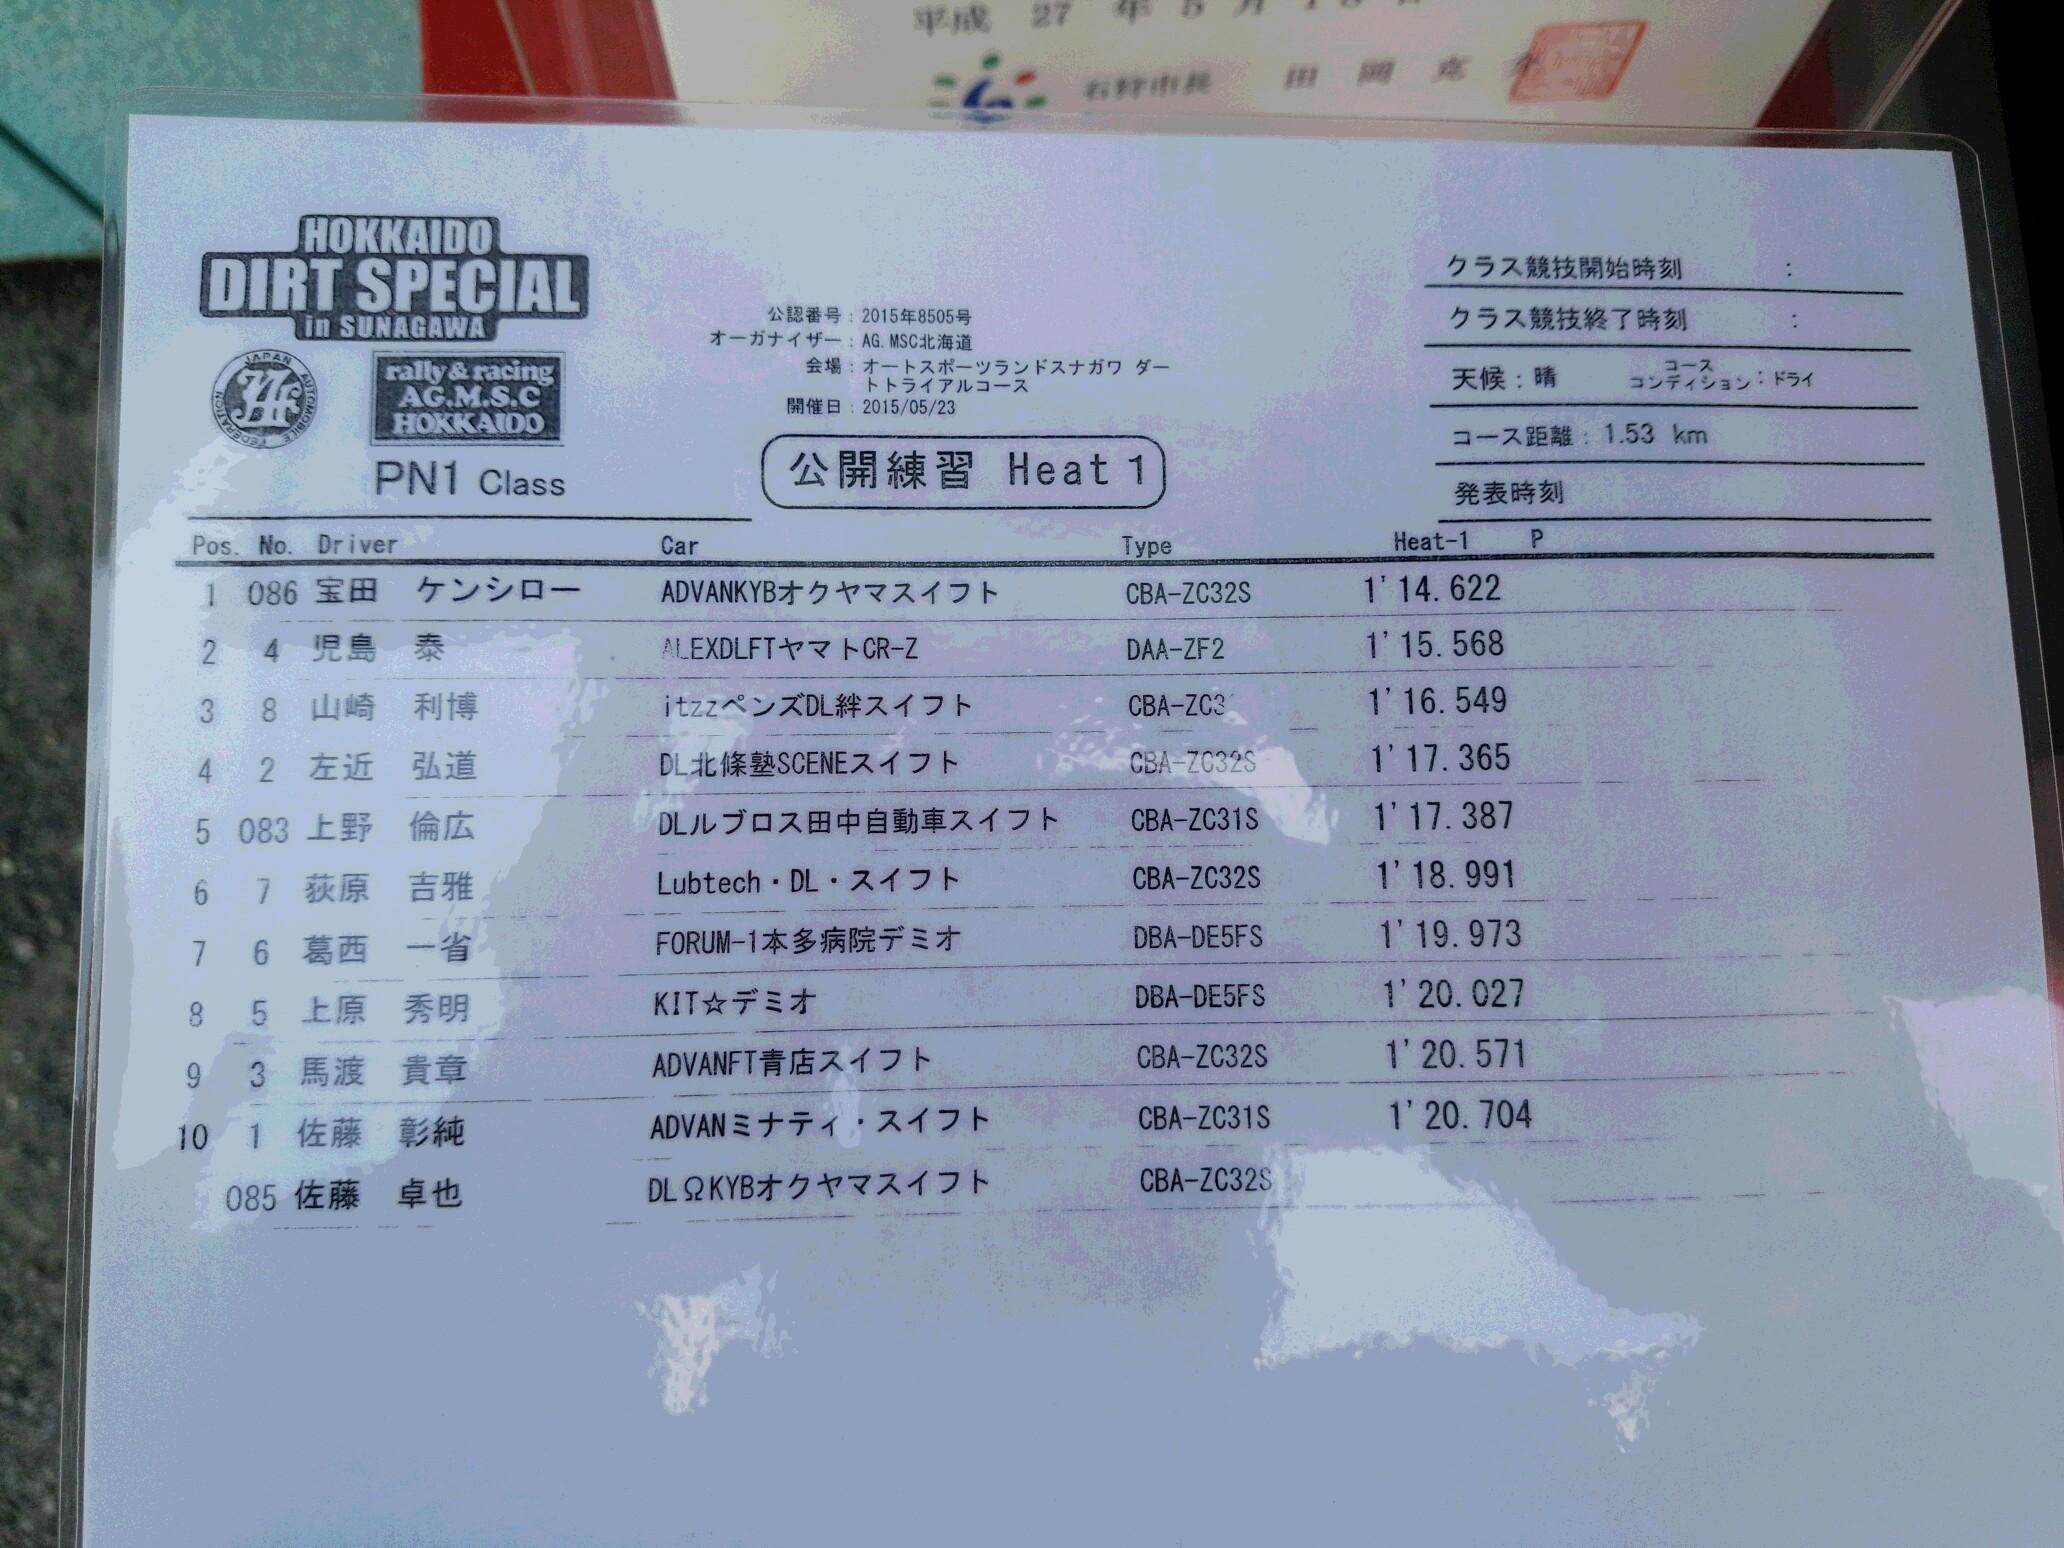 平成 27 年 5 月
石狩市長 田 岡 克
HOKKAIDO
DIRT SPECIAL
in SUNAGAWA
JAPAN AUTOMOBILE FEDERATION
JAF
rally & racing
AG.M.S.C
HOKKAIDO
PN1 Class
公認番号：2015年8505号
オーガナイザー：AG.MSC北海道
会場：オートスポーツランドスナガワ ダー
トトライアルコース
開催日：2015/05/23
公開練習 Heat 1
クラス競技開始時刻 ：
クラス競技終了時刻 ：
天候：晴 コースコンディション：ドライ
コース距離：1.53 km
発表時刻
Pos. No. Driver Car Type Heat-1 P
1 086 宝田 ケンシロー ADVANKYBオクヤマスイフト CBA-ZC32S 1'14.622
2 4 児島 泰 ALEXDLFTヤマトCR-Z DAA-ZF2 1'15.568
3 8 山崎 利博 itzzペンズDL絆スイフト CBA-ZC3 1'16.549
4 2 左近 弘道 DL北條塾SCENEスイフト CBA-ZC32S 1'17.365
5 083 上野 倫広 DLルブロス田中自動車スイフト CBA-ZC31S 1'17.387
6 7 荻原 吉雅 Lubtech・DL・スイフト CBA-ZC32S 1'18.991
7 6 葛西 一省 FORUM-1本多病院デミオ DBA-DE5FS 1'19.973
8 5 上原 秀明 KIT☆デミオ DBA-DE5FS 1'20.027
9 3 馬渡 貴章 ADVANFT青店スイフト CBA-ZC32S 1'20.571
10 1 佐藤 彰純 ADVANミナティ・スイフト CBA-ZC31S 1'20.704
085 佐藤 卓也 DLΩKYBオクヤマスイフト CBA-ZC32S